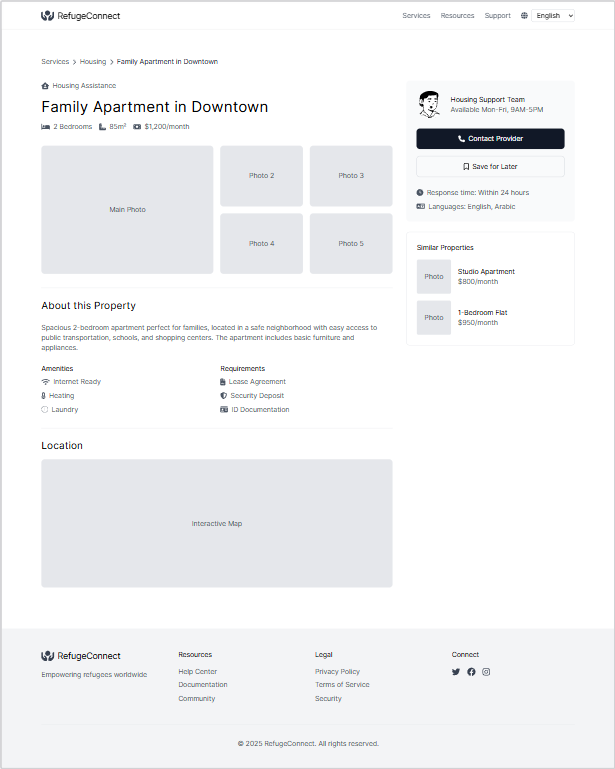 RefugeConnect
Services Resources Support English
Services > Housing > Family Apartment in Downtown
Housing Assistance
Family Apartment in Downtown
2 Bedrooms 85m² $1,200/month
Main Photo
Photo 2
Photo 3
Photo 4
Photo 5
About this Property
Spacious 2-bedroom apartment perfect for families, located in a safe neighborhood with easy access to
public transportation, schools, and shopping centers. The apartment includes basic furniture and
appliances.
Amenities
Internet Ready
Heating
Laundry
Requirements
Lease Agreement
Security Deposit
ID Documentation
Location
Interactive Map
Housing Support Team
Available Mon-Fri, 9AM-5PM
Contact Provider
Save for Later
Response time: Within 24 hours
Languages: English, Arabic
Similar Properties
Photo
Studio Apartment
$800/month
Photo
1-Bedroom Flat
$950/month
RefugeConnect
Empowering refugees worldwide
Resources
Help Center
Documentation
Community
Legal
Privacy Policy
Terms of Service
Security
Connect
© 2025 RefugeConnect. All rights reserved.